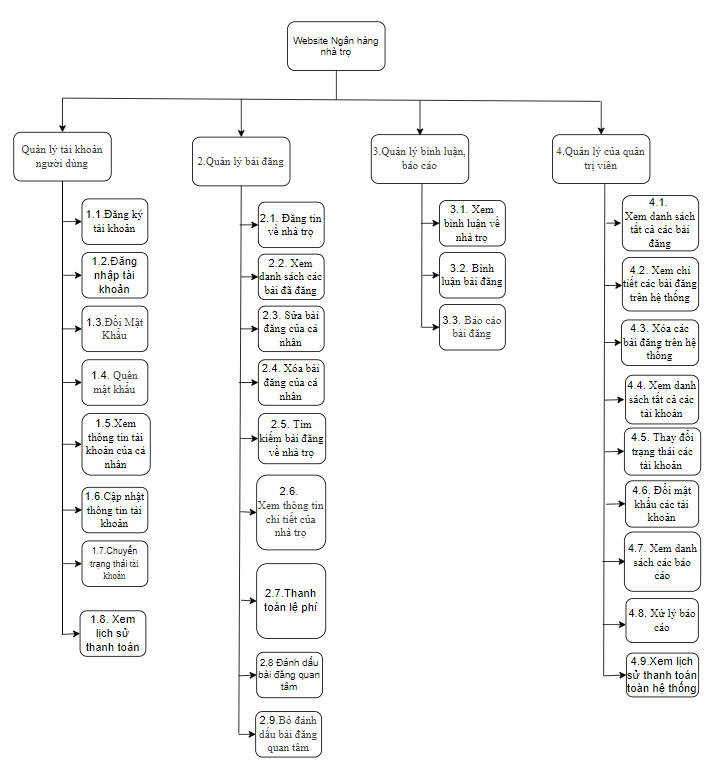 Website Ngân hàng
nhà trọ
Quản lý tài khoản
người dùng
1.1.Đăng ký
tài khoản
1.2.Đăng
nhập tài
khoản
1.3.Đổi Mật
Khẩu
1.4. Quên
mật khẩu
1.5.Xem
thông tin tài
khoản của cá
nhân
1.6.Cập nhật
thông tin tài
khoản
1.7.Chuyển
trạng thái tài
khoản
1.8. Xem
lịch sử
thanh toán
2.Quản lý bài đăng
2.1. Đăng tin
về nhà trọ
2.2. Xem
danh sách các
bài đã đăng
2.3. Sửa bài
đăng của cá
nhân
2.4. Xóa bài
đăng của cá
nhân
2.5. Tìm
kiếm bài đăng
về nhà trọ
2.6.
Xem thông tin
chi tiết của
nhà trọ
2.7.Thanh
toán lệ phí
2.8 Đánh dấu
bài đăng quan
tâm
2.9.Bỏ đánh
dấu bài đăng
quan tâm
3.Quản lý bình luận,
báo cáo
3.1. Xem
bình luận về
nhà trọ
3.2. Bình
luận bài đăng
3.3. Báo cáo
bài đăng
4.Quản lý của quản
trị viên
4.1.
Xem danh sách
tất cả các bài
đăng
4.2. Xem chi
tiết các bài đăng
trên hệ thống
4.3. Xóa các
bài đăng trên hệ
thống
4.4. Xem danh
sách tất cả các
tài khoản
4.5. Thay đổi
trạng thái các
tài khoản
4.6. Đổi mật
khẩu các tài
khoản
4.7. Xem danh
sách các báo
cáo
4.8. Xử lý báo
cáo
4.9.Xem lịch
sử thanh toán
toàn hệ thống